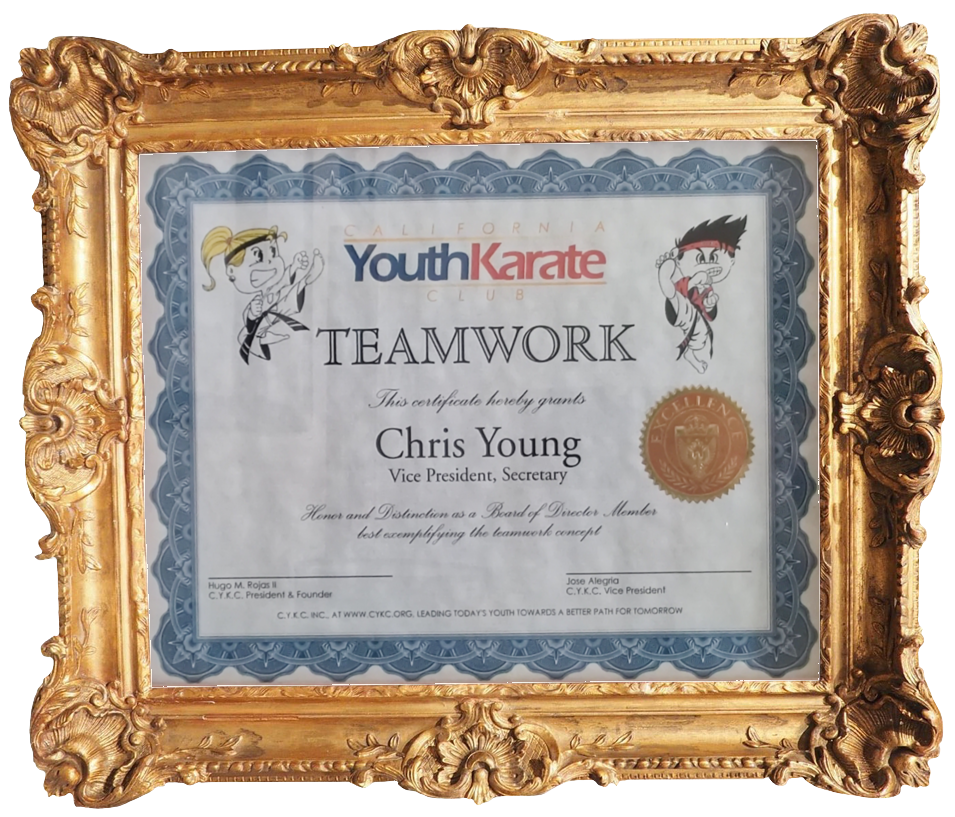 CALIFORNIA
YouthKarate
CLUB
TEAMWORK
This certificate hereby grants
Chris Young
Vice President, Secretary
EXCELLENCE
Honor and Distinction as a Board of Director Member
best exemplifying the teamwork concept
Hugo M. Rojas II
C.Y.K.C. President & Founder
Jose Alegria
C.Y.K.C. Vice President
C.Y.K.C. INC., AT WWW.CYKC.ORG, LEADING TODAY'S YOUTH TOWARDS A BETTER PATH FOR TOMORROW